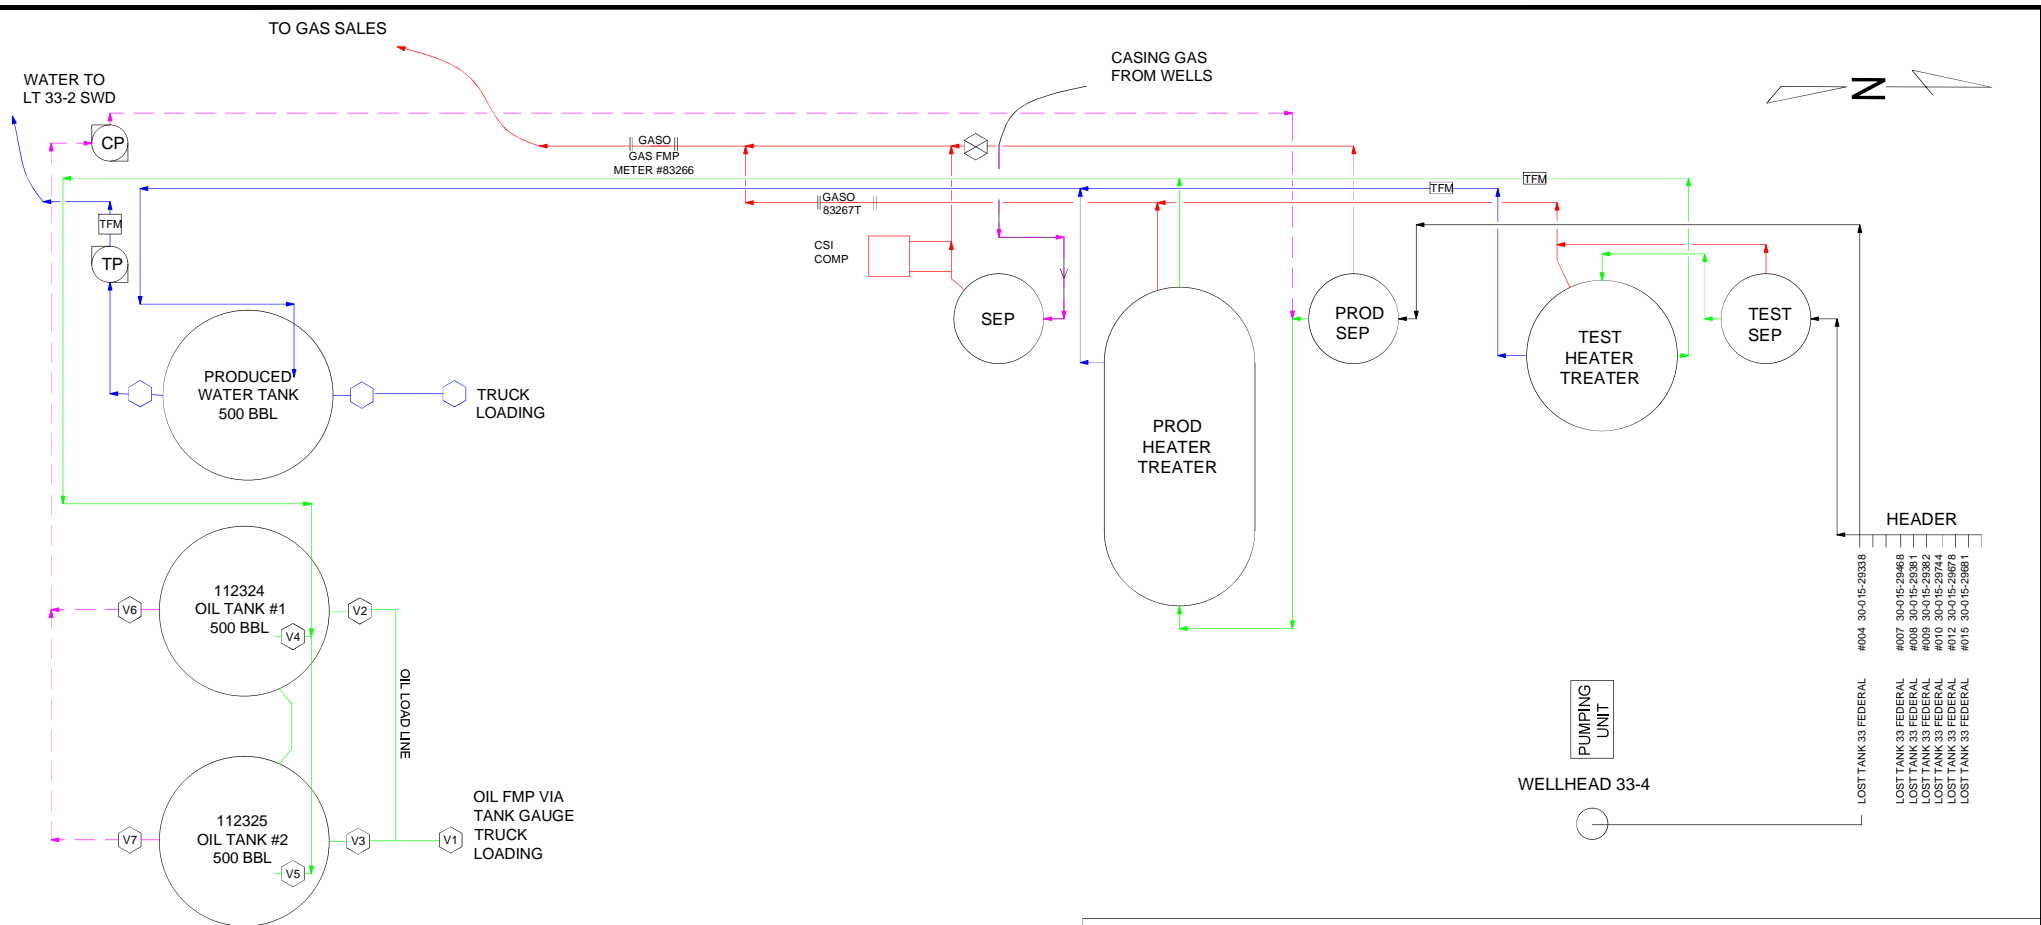 TO GAS SALES
CASING GAS
FROM WELLS
WATER TO
LT 33-2 SWD
N
CP
GASO
GAS FMP
METER #83266
TFM
TFM
GASO
83267T
TFM
TP
CSI
COMP
SEP
PROD
SEP
TEST
SEP
TEST
HEATER
TREATER
PRODUCED
WATER TANK
500 BBL
TRUCK
LOADING
PROD
HEATER
TREATER
HEADER
LOST TANK 33 FEDERAL #004 30-015-29338
LOST TANK 33 FEDERAL #007 30-015-29468
LOST TANK 33 FEDERAL #008 30-015-29381
LOST TANK 33 FEDERAL #009 30-015-29382
LOST TANK 33 FEDERAL #010 30-015-29744
LOST TANK 33 FEDERAL #012 30-015-29678
LOST TANK 33 FEDERAL #015 30-015-29681
112324
OIL TANK #1
500 BBL
V6
V2
V4
OIL LOAD LINE
PUMPING
UNIT
WELLHEAD 33-4
112325
OIL TANK #2
500 BBL
V7
V3
V1
V5
OIL FMP VIA
TANK GAUGE
TRUCK
LOADING